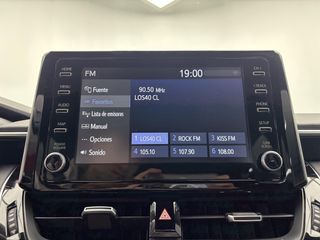 FM
19:00
Fuente
Favoritos
Lista de emisoras
Manual
Opciones
Sonido
90.50 MHz
LOS40 CL
1 LOS40 CL
2 ROCK FM
3 KISS FM
4 105.10
5 107.90
6 108.00
HOME
MENU
AUDIO
MAP
POWER
VOLUME
CH
TRACK
PHONE
SETUP
TUNE
SCROLL